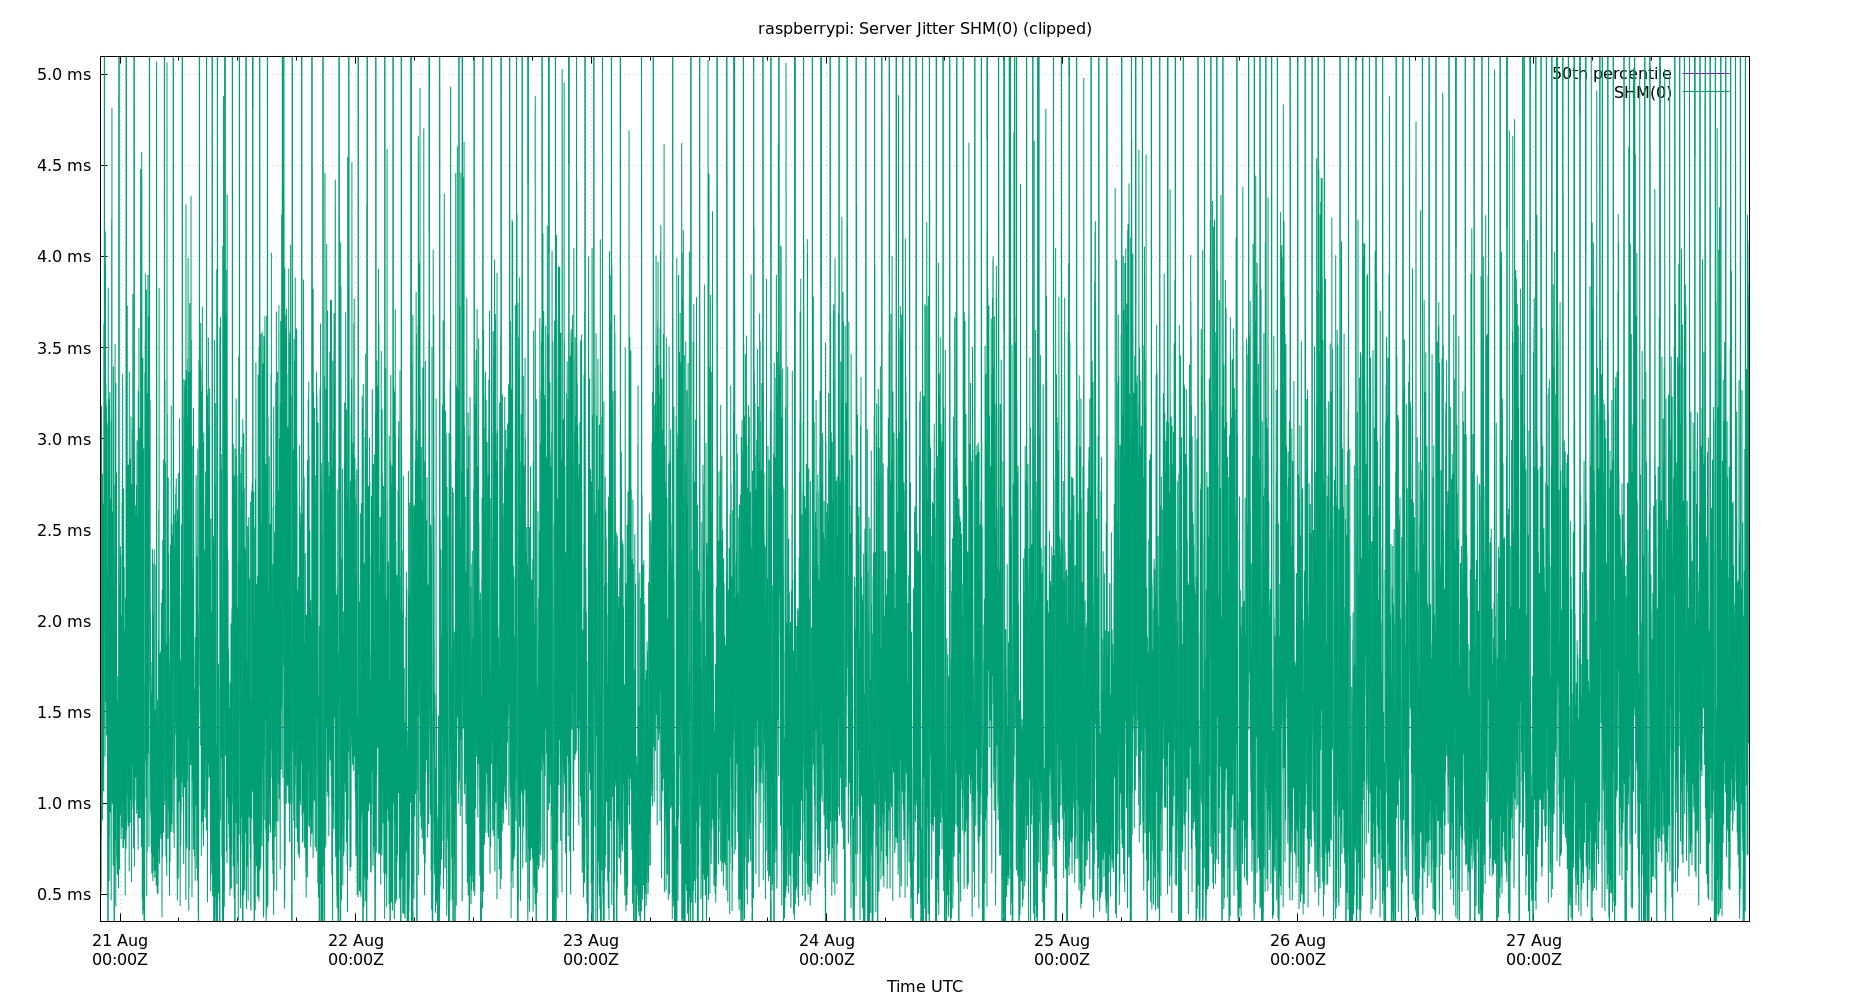 raspberrypi: Server Jitter SHM(0) (clipped)
5.0 ms
50th percentile
SHM(0)
4.5 ms
4.0 ms
3.5 ms
3.0 ms
2.5 ms
2.0 ms
1.5 ms
1.0 ms
0.5 ms
21 Aug 22 Aug 23 Aug 24 Aug 25 Aug 26 Aug 27 Aug
00:00Z 00:00Z 00:00Z 00:00Z 00:00Z 00:00Z 00:00Z
Time UTC